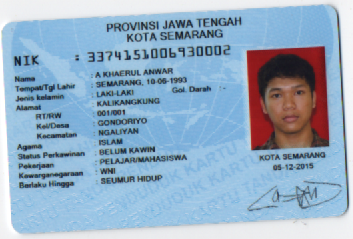 PROVINSI JAWA TENGAH
KOTA SEMARANG
NIK : 3374151006930002
Nama : A KHAERUL ANWAR
Tempat/Tgl Lahir : SEMARANG, 10-06-1993
Jenis kelamin : LAKI-LAKI Gol. Darah : -
Alamat : KALIKANGKUNG
RT/RW : 001/001
Kel/Desa : GONDORIYO
Kecamatan : NGALIYAN
Agama : ISLAM
Status Perkawinan : BELUM KAWIN
Pekerjaan : PELAJAR/MAHASISWA
Kewarganegaraan : WNI
Berlaku Hingga : SEUMUR HIDUP
KOTA SEMARANG
05-12-2015